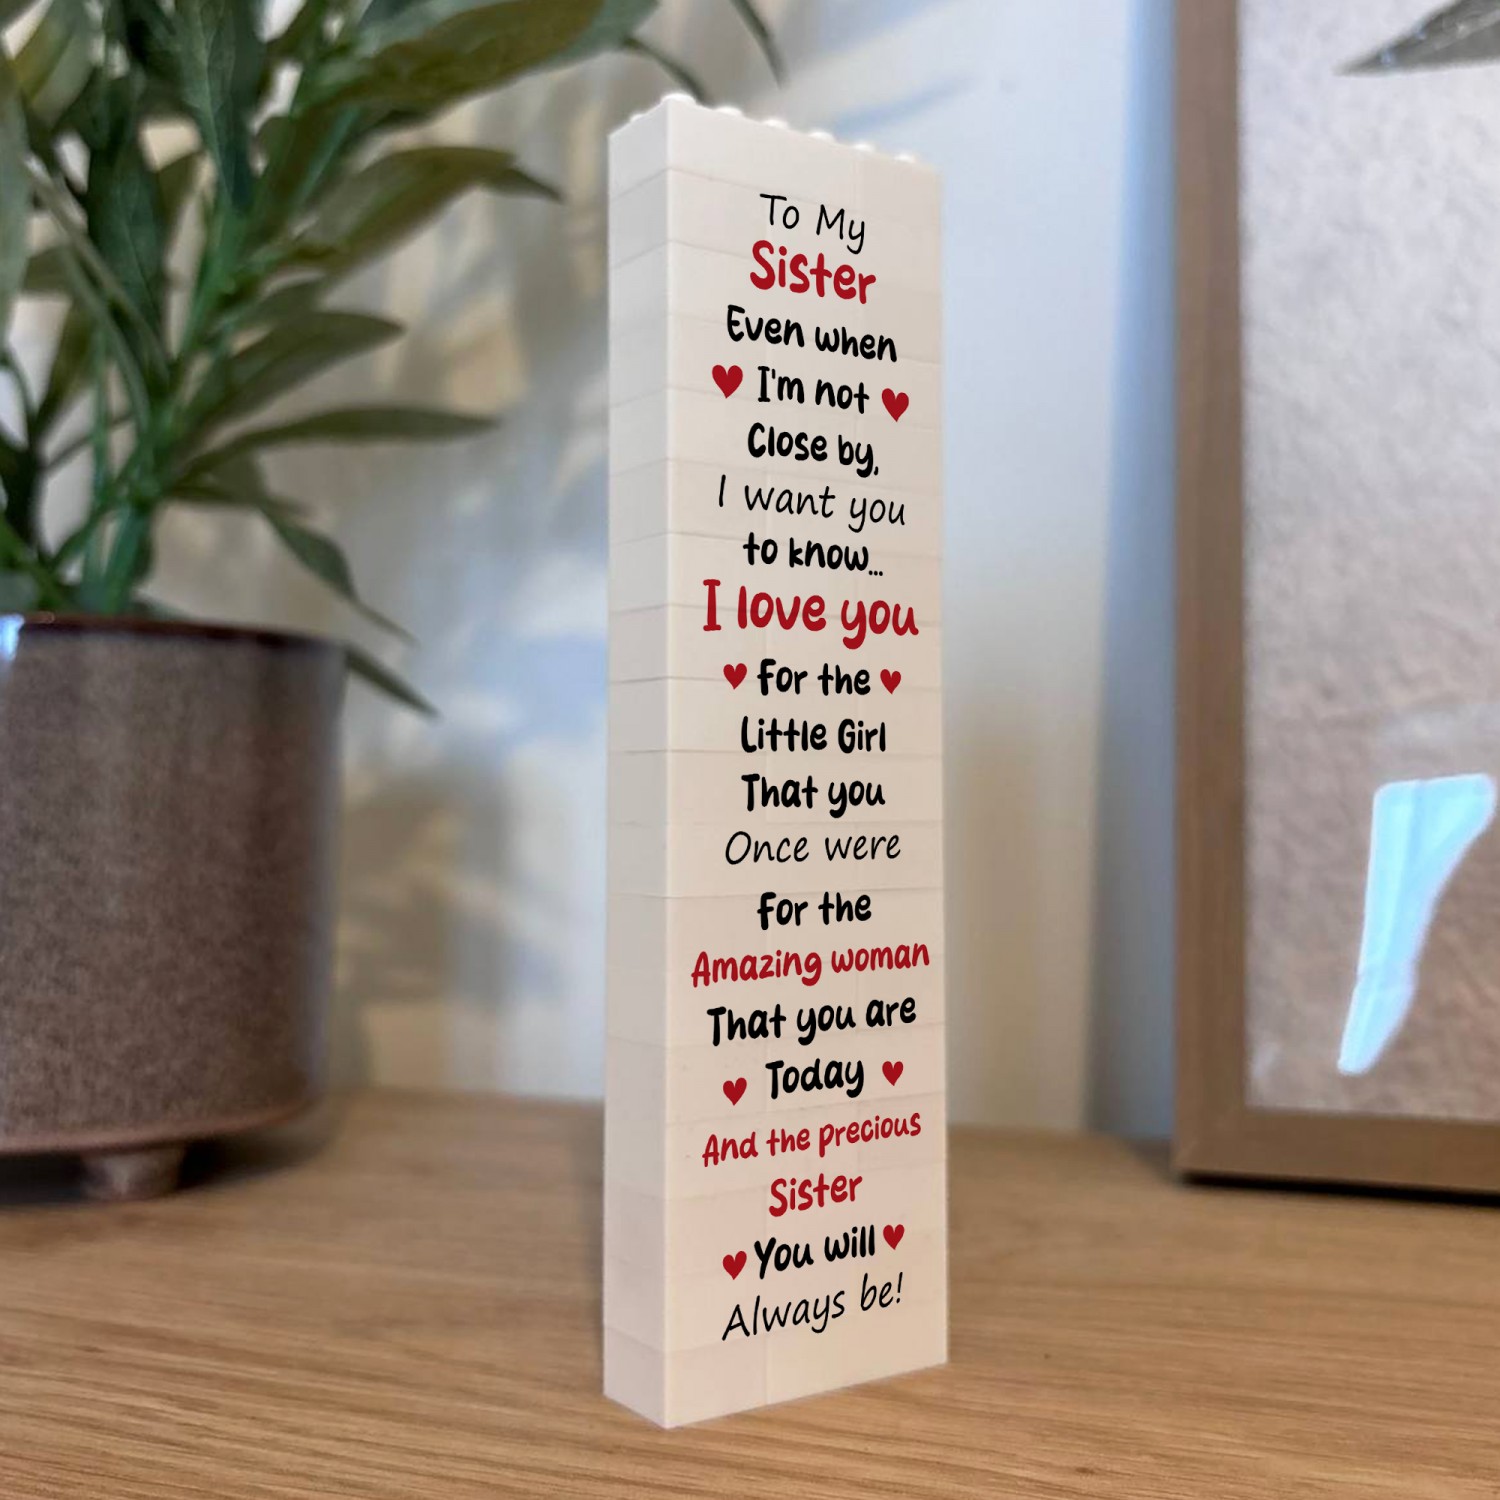 To My
Sister
Even when
I'm not
Close by,
I want you
to know...
I love you
For the
Little Girl
That you
Once were
For the
Amazing woman
That you are
Today
And the precious
Sister
You will
Always be!